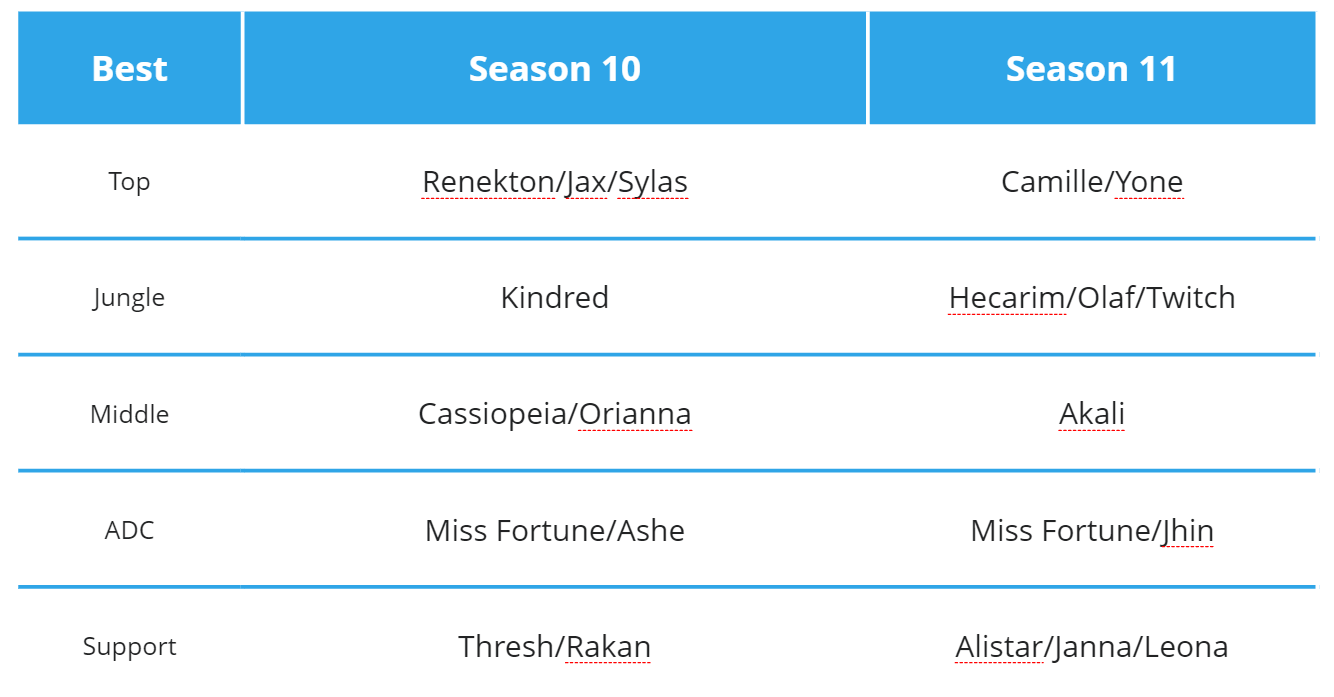 Best Season 10 Season 11
Top Renekton/Jax/Sylas Camille/Yone
Jungle Kindred Hecarim/Olaf/Twitch
Middle Cassiopeia/Orianna Akali
ADC Miss Fortune/Ashe Miss Fortune/Jhin
Support Thresh/Rakan Alistar/Janna/Leona